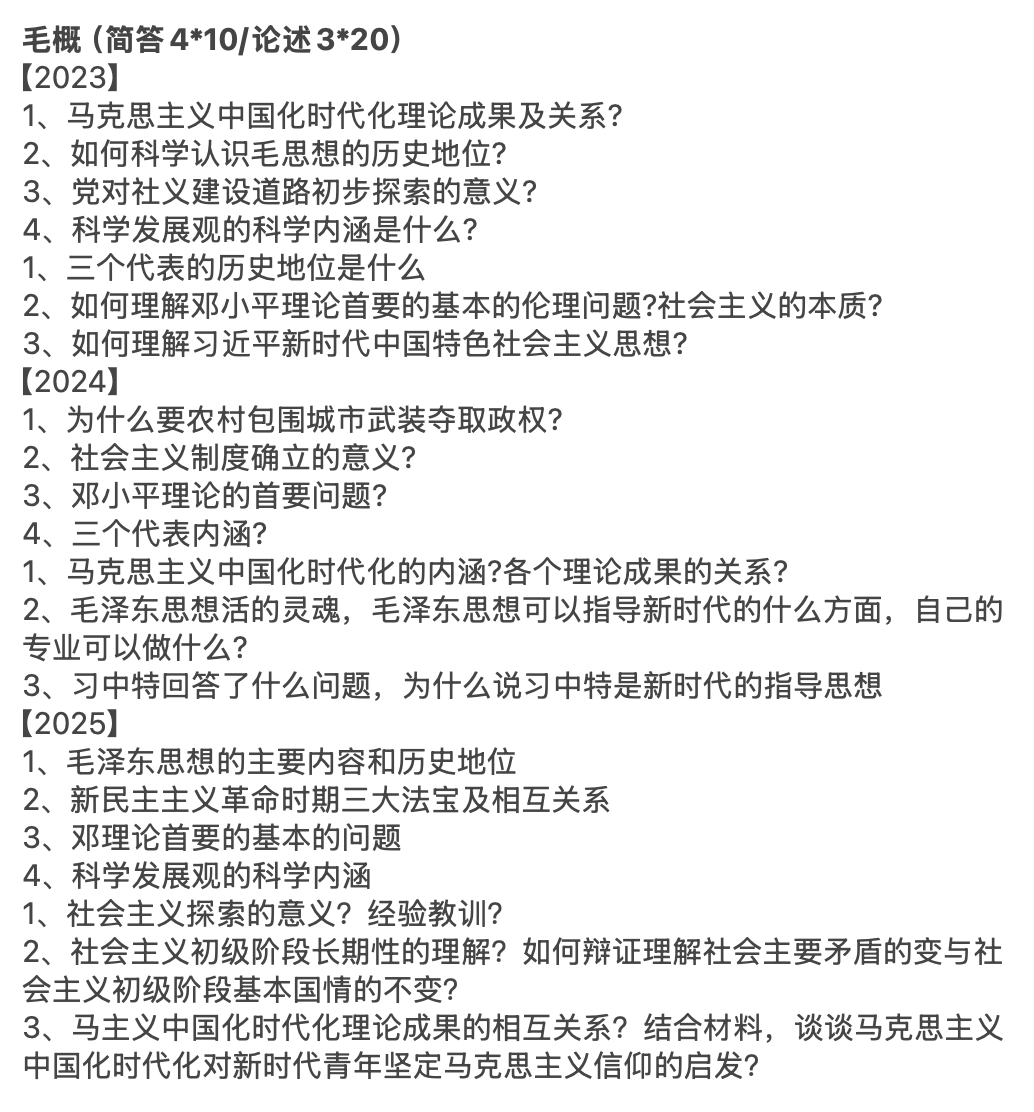 毛概（简答4*10/论述3*20）
【2023】
1、马克思主义中国化时代化理论成果及关系?
2、如何科学认识毛思想的历史地位?
3、党对社义建设道路初步探索的意义?
4、科学发展观的科学内涵是什么?
1、三个代表的历史地位是什么
2、如何理解邓小平理论首要的基本的伦理问题?社会主义的本质?
3、如何理解习近平新时代中国特色社会主义思想?
【2024】
1、为什么要农村包围城市武装夺取政权?
2、社会主义制度确立的意义?
3、邓小平理论的首要问题?
4、三个代表内涵?
1、马克思主义中国化时代化的内涵?各个理论成果的关系?
2、毛泽东思想活的灵魂，毛泽东思想可以指导新时代的什么方面，自己的
专业可以做什么?
3、习中特回答了什么问题，为什么说习中特是新时代的指导思想
【2025】
1、毛泽东思想的主要内容和历史地位
2、新民主主义革命时期三大法宝及相互关系
3、邓理论首要的基本的问题
4、科学发展观的科学内涵
1、社会主义探索的意义？经验教训?
2、社会主义初级阶段长期性的理解？如何辩证理解社会主要矛盾的变与社
会主义初级阶段基本国情的不变?
3、马主义中国化时代化理论成果的相互关系？结合材料，谈谈马克思主义
中国化时代化对新时代青年坚定马克思主义信仰的启发?